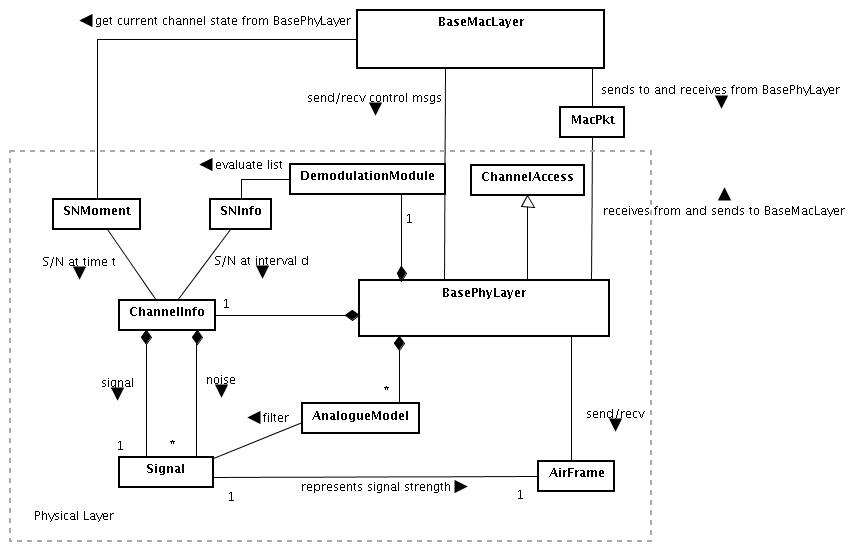 get current channel state from BasePhyLayer
BaseMacLayer
send/recv control msgs
sends to and receives from BasePhyLayer
MacPkt
evaluate list
DemodulationModule
ChannelAccess
SNMoment
SNInfo
1
receives from and sends to BaseMacLayer
S/N at time t
S/N at interval d
BasePhyLayer
ChannelInfo
1
signal
noise
*
filter
AnalogueModel
send/recv
1
*
Signal
AirFrame
1
represents signal strength
1
Physical Layer